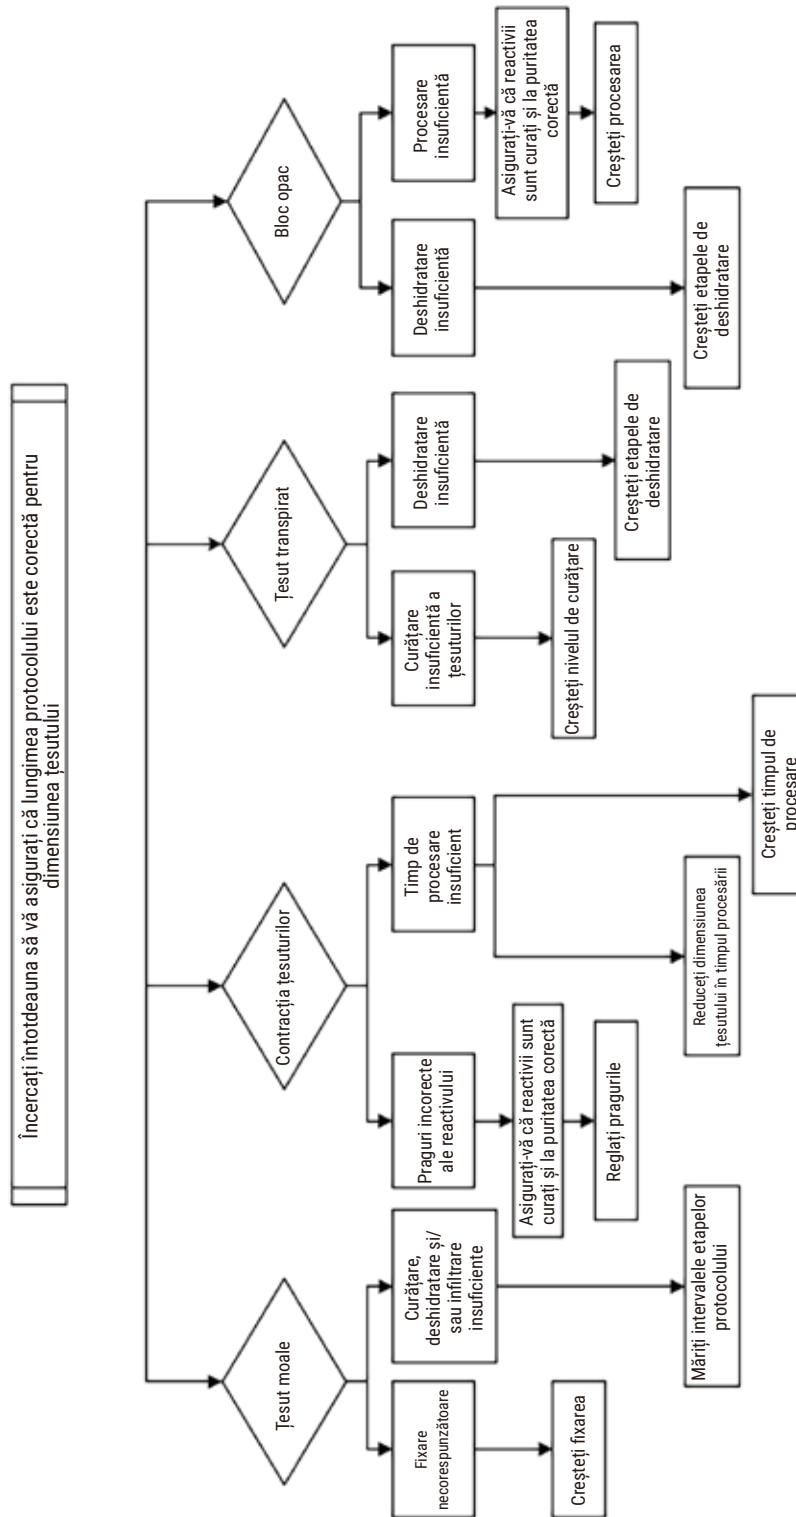 Încercați întotdeauna să vă asigurați că lungimea protocolului este corectă pentru
dimensiunea țesutului
Țesut moale
Fixare
necorespunzătoare
Creșteți fixarea
Curățare,
deshidratare și/
sau infiltrare
insuficiente
Măriți intervalele etapelor
protocolului
Contracția țesuturilor
Praguri incorecte
ale reactivului
Asigurați-vă că reactivii sunt
curați și la puritatea corectă
Reglați pragurile
Timp de
procesare
insuficient
Reduceți dimensiunea
țesutului în timpul procesării
Creșteți timpul de
procesare
Țesut transpirat
Curățare
insuficientă a
țesuturilor
Creșteți nivelul de curățare
Deshidratare
insuficientă
Creșteți etapele de
deshidratare
Bloc opac
Deshidratare
insuficientă
Creșteți etapele de
deshidratare
Procesare
insuficientă
Asigurați-vă că reactivii
sunt curați și la puritatea
corectă
Creșteți procesarea